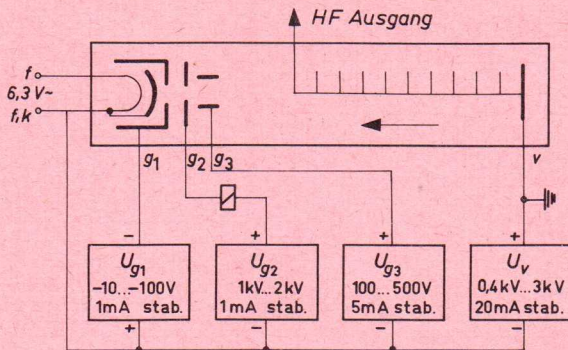 HF Ausgang
f
6,3 V~
f,k
g1 g2 g3 v
− + + +
Ug1 Ug2 Ug3 Uv
-10...-100V 1kV...2kV 100...500V 0,4kV...3kV
1mA stab. 1mA stab. 5mA stab. 20mA stab.
+ − − −